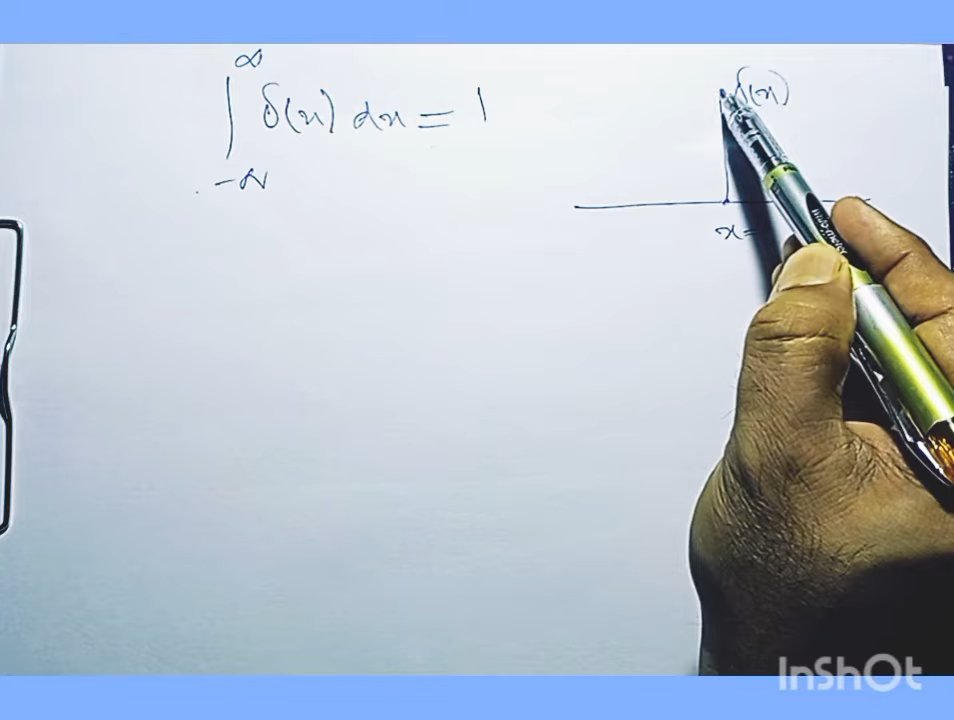 ∫_{-∞}^{∞} δ(x) dx = 1
δ(x)
x =
InShOt